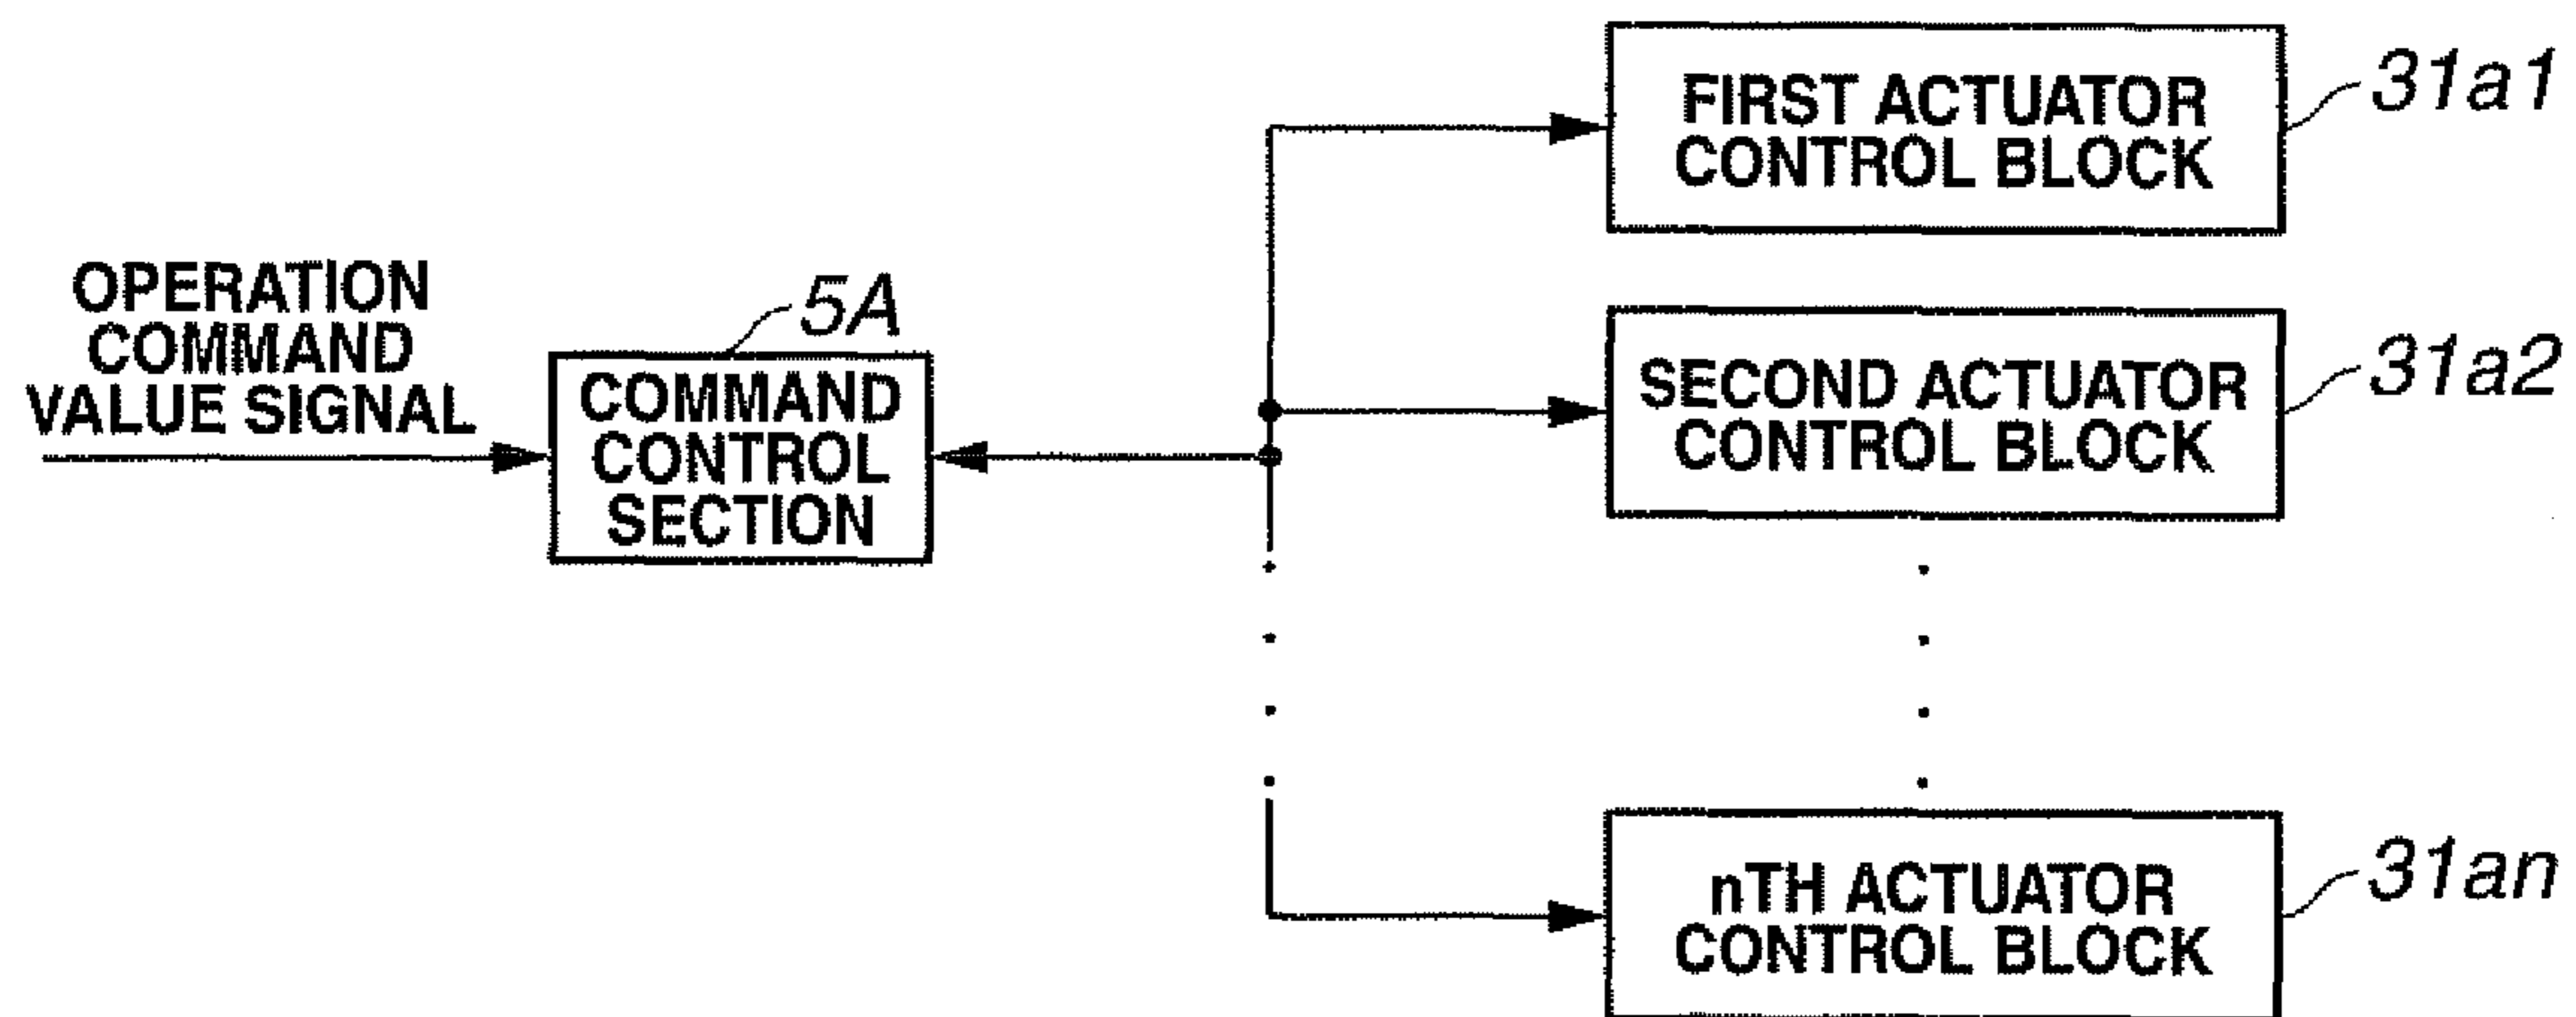 OPERATION
COMMAND
VALUE SIGNAL
5A
COMMAND
CONTROL
SECTION
FIRST ACTUATOR
CONTROL BLOCK
31a1
SECOND ACTUATOR
CONTROL BLOCK
31a2
nTH ACTUATOR
CONTROL BLOCK
31an